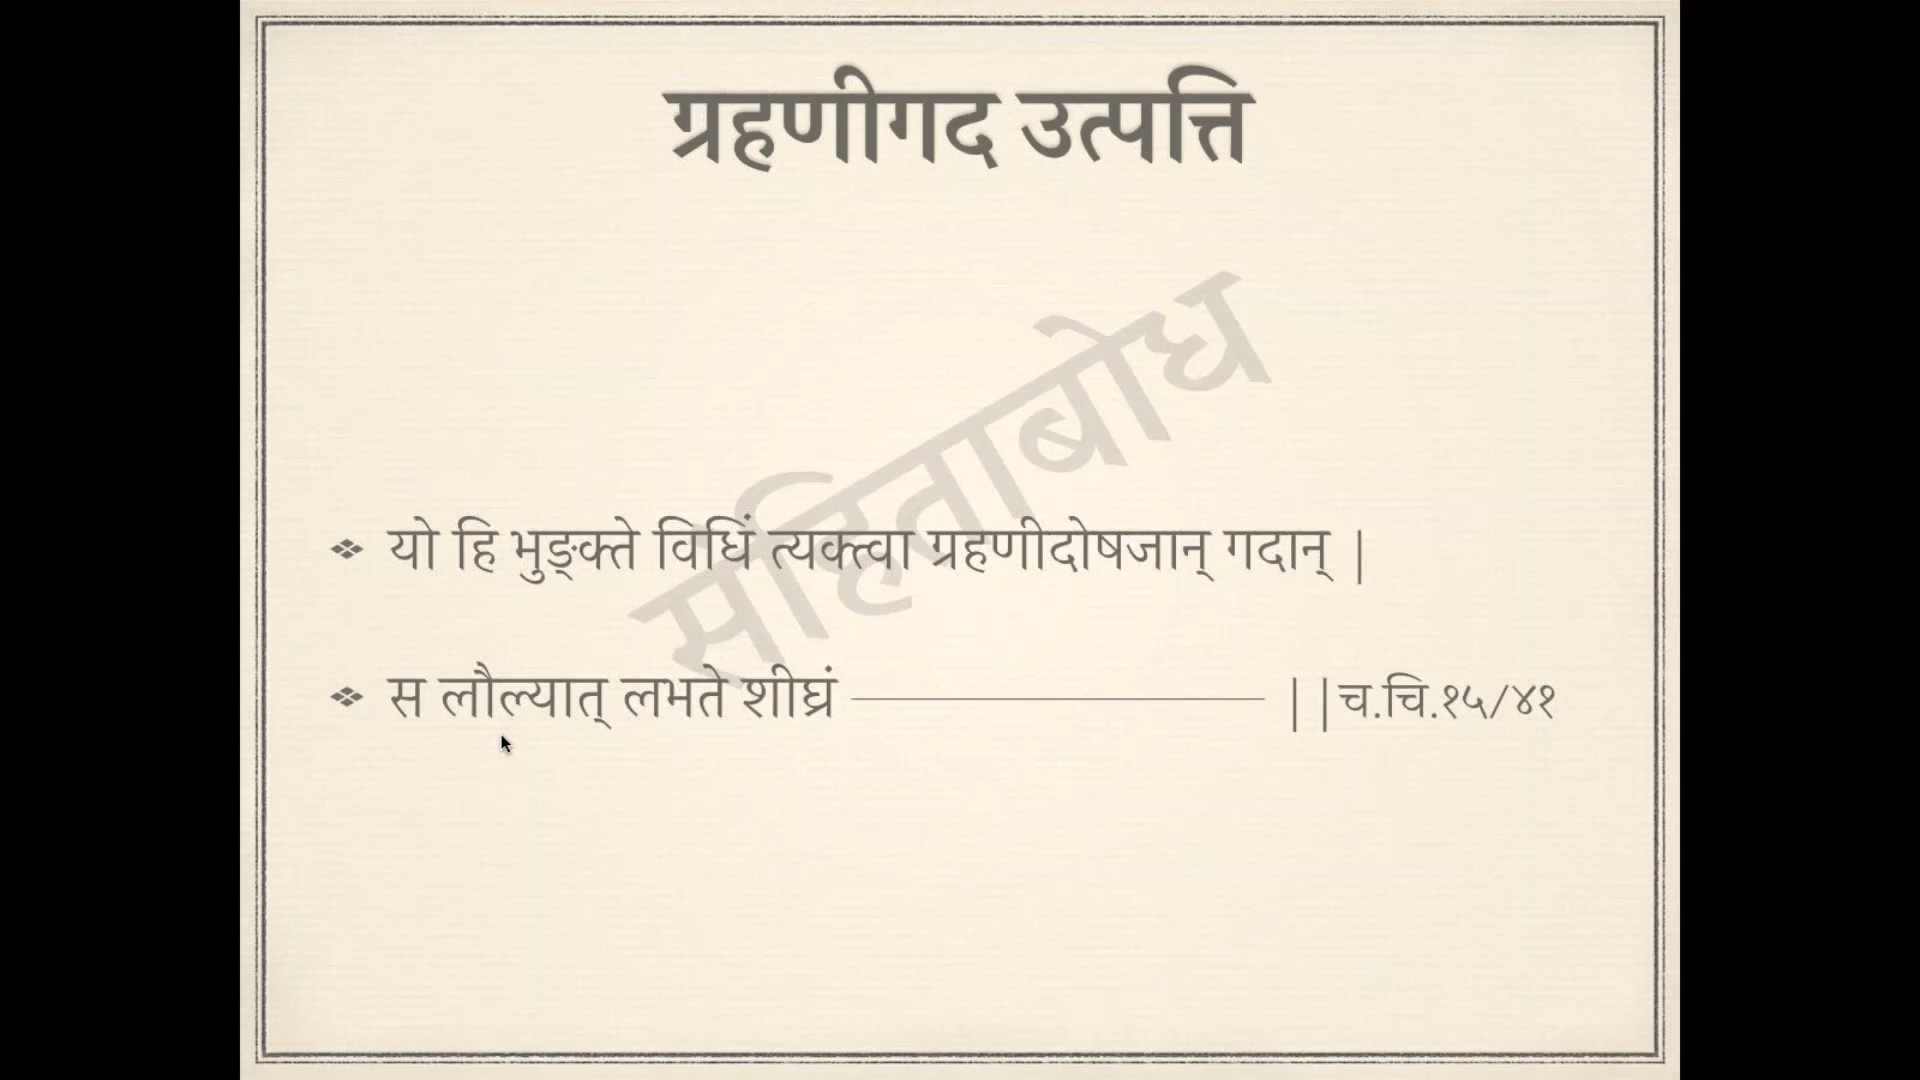 ग्रहणीगद उत्पत्ति
संहिताबोध
❖ यो हि भुङ्क्ते विधिं त्यक्त्वा ग्रहणीदोषजान् गदान् |
❖ स लौल्यात् लभते शीघ्रं ———————— ||च.चि.१५/४१